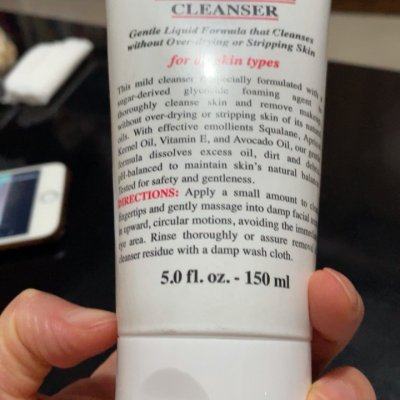 CLEANSER
Gentle Liquid Formula that Cleanses
without Over-drying or Stripping Skin
for all skin types
This mild cleanser is specially formulated with a
sugar-derived glycoside foaming agent to
thoroughly cleanse skin and remove makeup
without over-drying or stripping skin of its natural
oils. With effective emollients Squalane, Apricot
Kernel Oil, Vitamin E, and Avocado Oil, our gentle
formula dissolves excess oil, dirt and debris.
pH-balanced to maintain skin's natural balance.
Tested for safety and gentleness.
DIRECTIONS: Apply a small amount to clean
fingertips and gently massage into damp facial area
in upward, circular motions, avoiding the immediate
eye area. Rinse thoroughly or assure removal
cleanser residue with a damp wash cloth.
5.0 fl. oz. - 150 ml